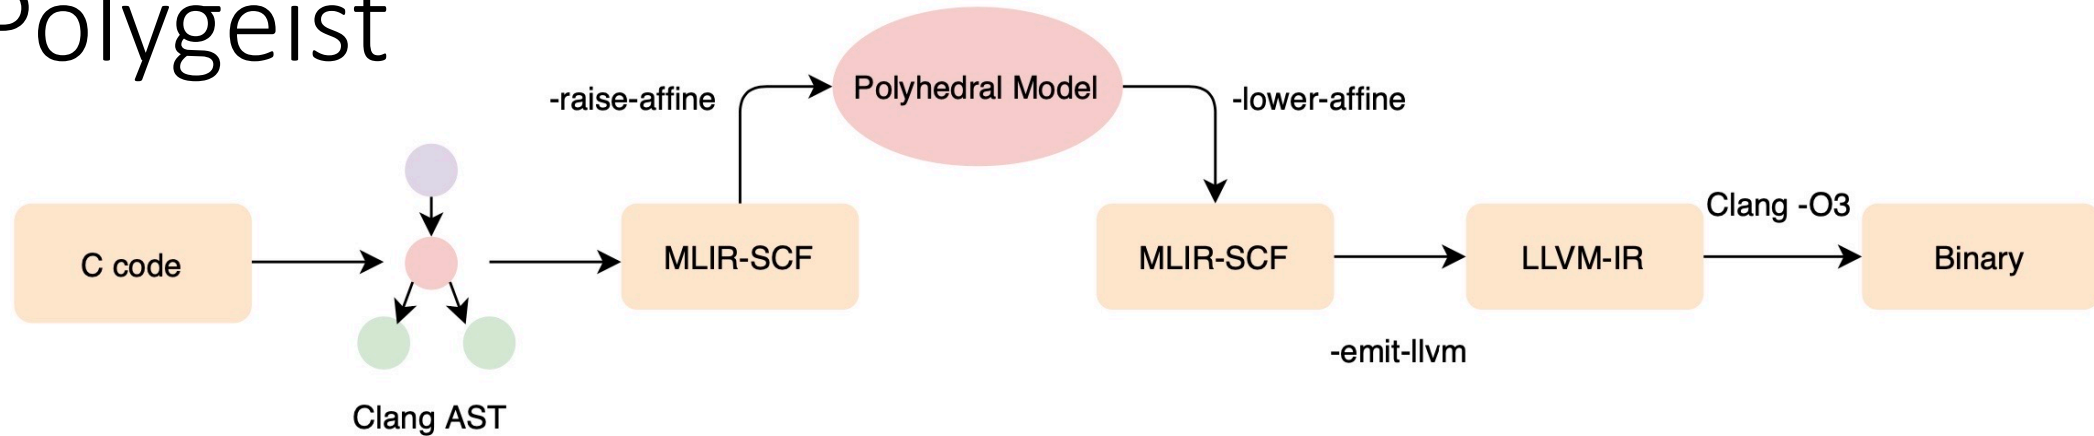 Polygeist
-raise-affine
Polyhedral Model
-lower-affine
C code
Clang AST
MLIR-SCF
MLIR-SCF
-emit-llvm
LLVM-IR
Clang -O3
Binary